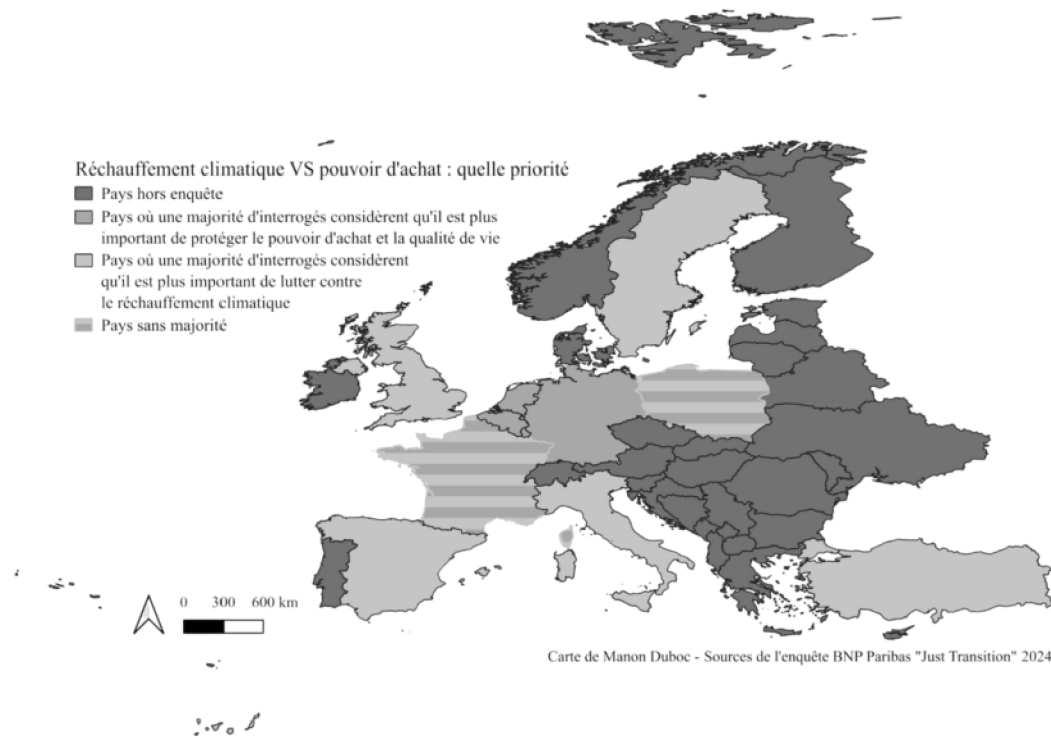 Réchauffement climatique VS pouvoir d'achat : quelle priorité
Pays hors enquête
Pays où une majorité d'interrogés considèrent qu'il est plus
important de protéger le pouvoir d'achat et la qualité de vie
Pays où une majorité d'interrogés considèrent
qu'il est plus important de lutter contre
le réchauffement climatique
Pays sans majorité
0 300 600 km
Carte de Manon Duboc - Sources de l'enquête BNP Paribas "Just Transition" 2024